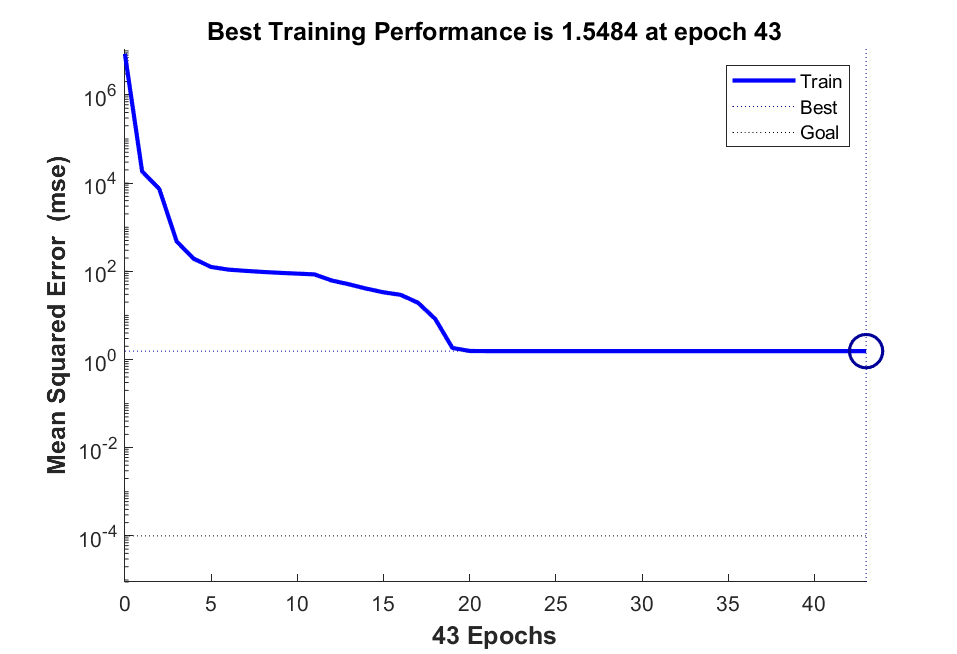 Best Training Performance is 1.5484 at epoch 43
Train
Best
Goal
Mean Squared Error (mse)
10^6
10^4
10^2
10^0
10^-2
10^-4
0 5 10 15 20 25 30 35 40
43 Epochs